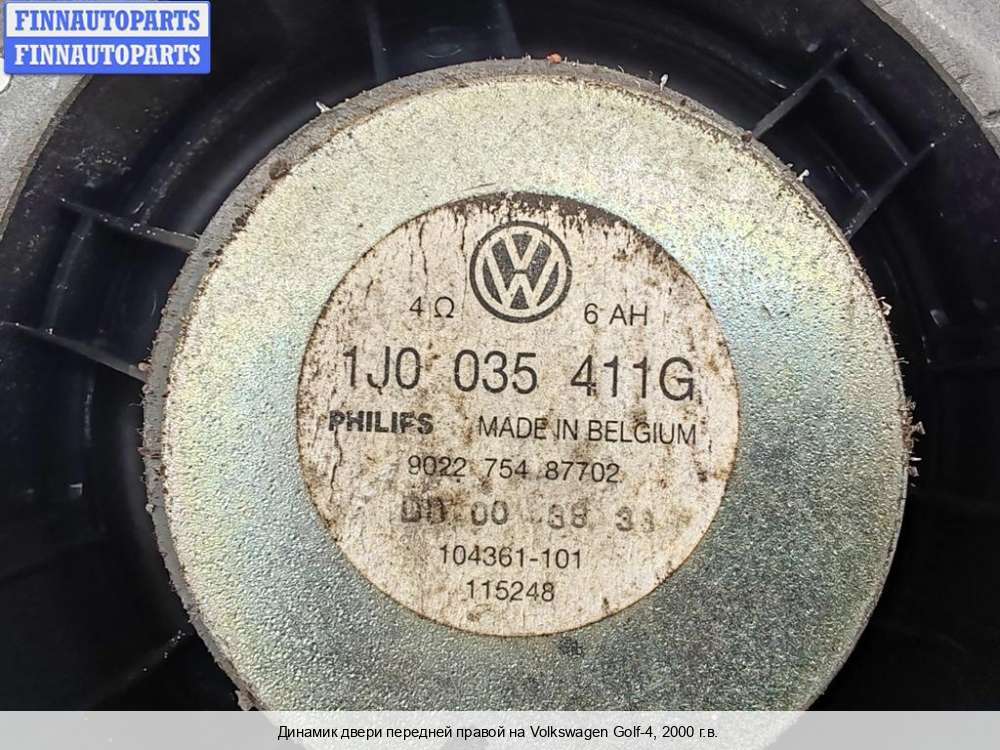 FINNAUTOPARTS
FINNAUTOPARTS
4 Ω 6 AH
1J0 035 411G
PHILIPS MADE IN BELGIUM
9022 754 87702
00
104361-101
115248
Динамик двери передней правой на Volkswagen Golf-4, 2000 г.в.